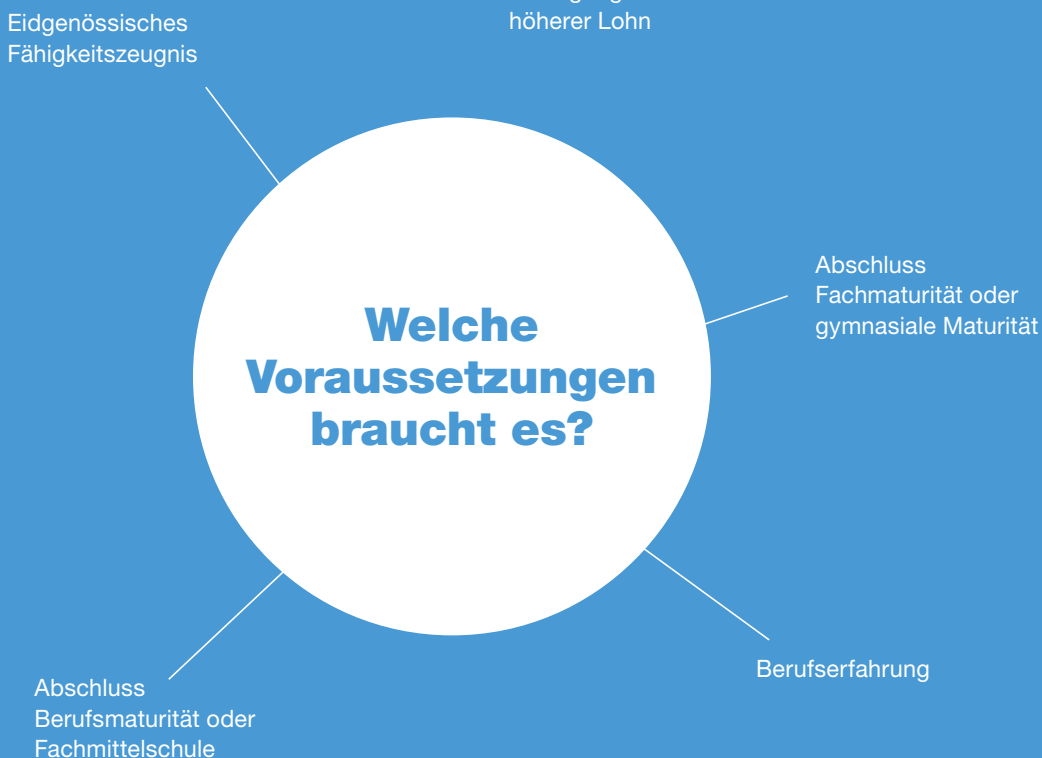 Eidgenössisches
Fähigkeitszeugnis
höherer Lohn
Abschluss
Fachmaturität oder
gymnasiale Maturität
Welche
Voraussetzungen
braucht es?
Berufserfahrung
Abschluss
Berufsmaturität oder
Fachmittelschule